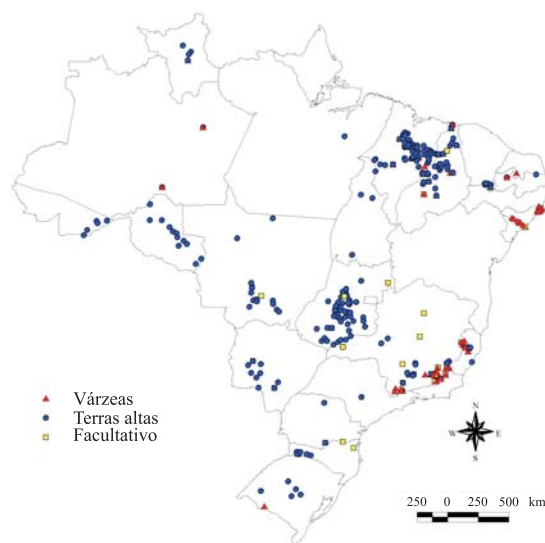 Várzeas
Terras altas
Facultativo
N
W E
S
250 0 250 500 km